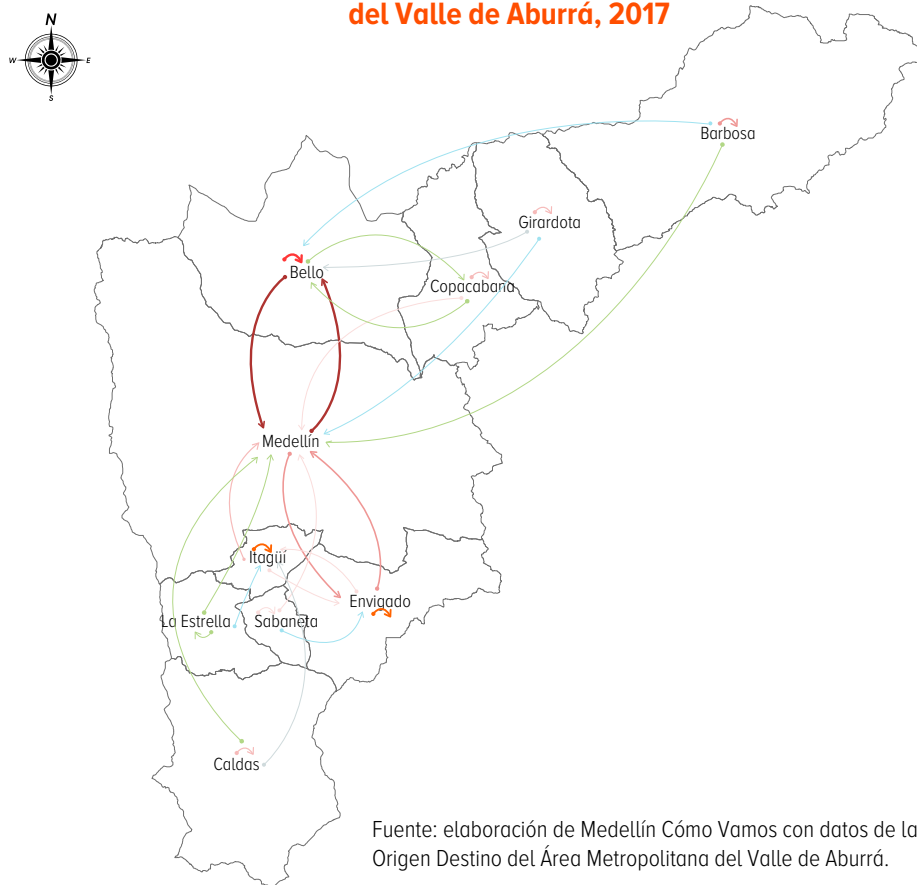 del Valle de Aburrá, 2017
N
W
E
S
Barbosa
Girardota
Bello
Copacabana
Medellín
Itagüí
Envigado
La Estrella
Sabaneta
Caldas
Fuente: elaboración de Medellín Cómo Vamos con datos de la
Origen Destino del Área Metropolitana del Valle de Aburrá.